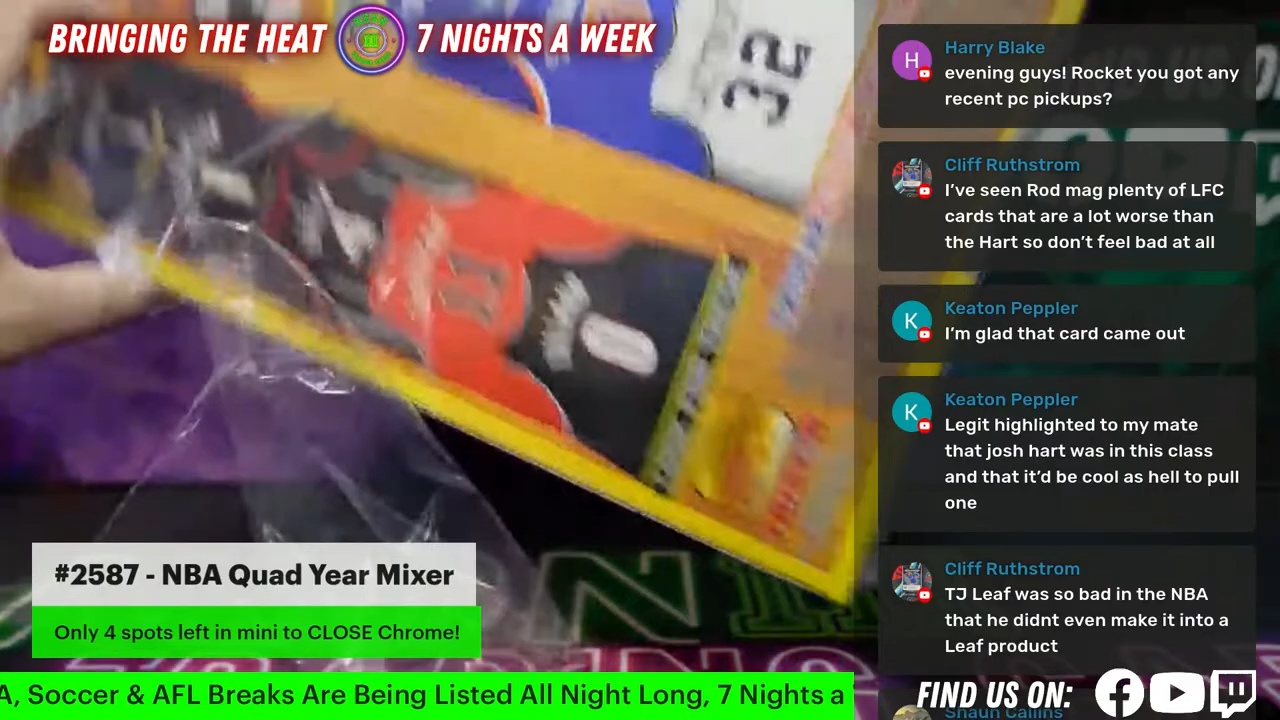 BRINGING THE HEAT 7 NIGHTS A WEEK
32
#2587 - NBA Quad Year Mixer
Only 4 spots left in mini to CLOSE Chrome!
A, Soccer & AFL Breaks Are Being Listed All Night Long, 7 Nights a
H
Harry Blake
evening guys! Rocket you got any
recent pc pickups?
Cliff Ruthstrom
I've seen Rod mag plenty of LFC
cards that are a lot worse than
the Hart so don't feel bad at all
K
Keaton Peppler
I'm glad that card came out
K
Keaton Peppler
Legit highlighted to my mate
that josh hart was in this class
and that it'd be cool as hell to pull
one
Cliff Ruthstrom
TJ Leaf was so bad in the NBA
that he didnt even make it into a
Leaf product
Shaun Callins
FIND US ON: